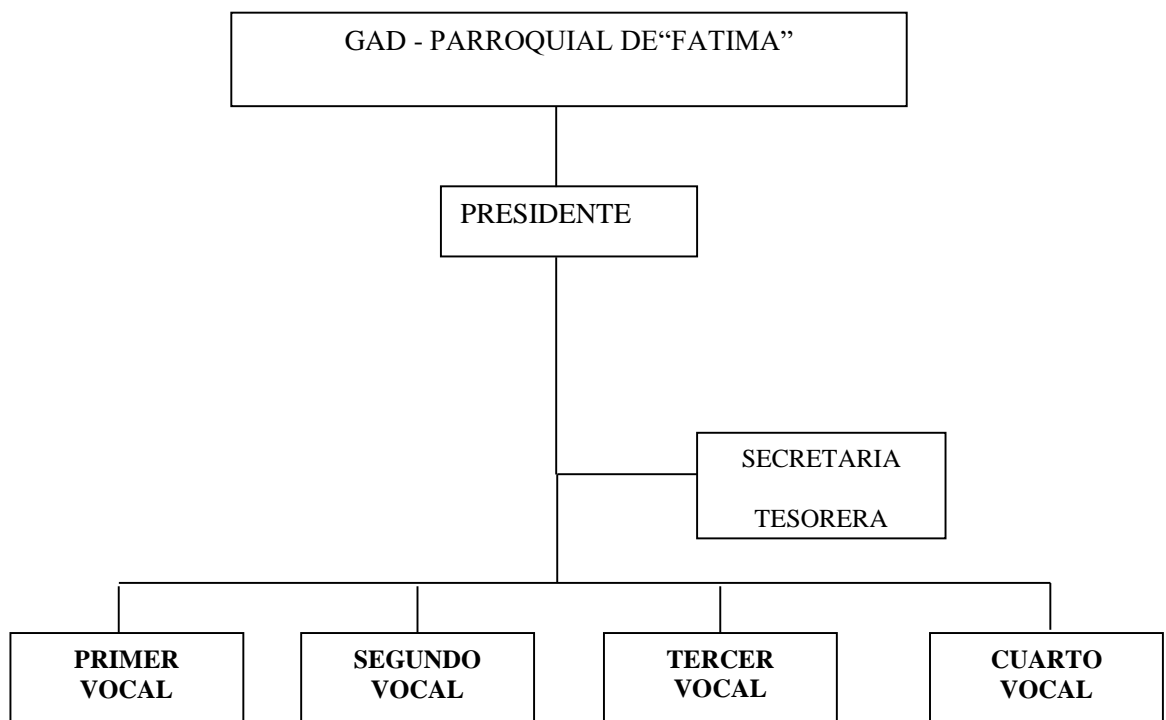 GAD - PARROQUIAL DE“FATIMA”
PRESIDENTE
SECRETARIA
TESORERA
PRIMER
VOCAL
SEGUNDO
VOCAL
TERCER
VOCAL
CUARTO
VOCAL